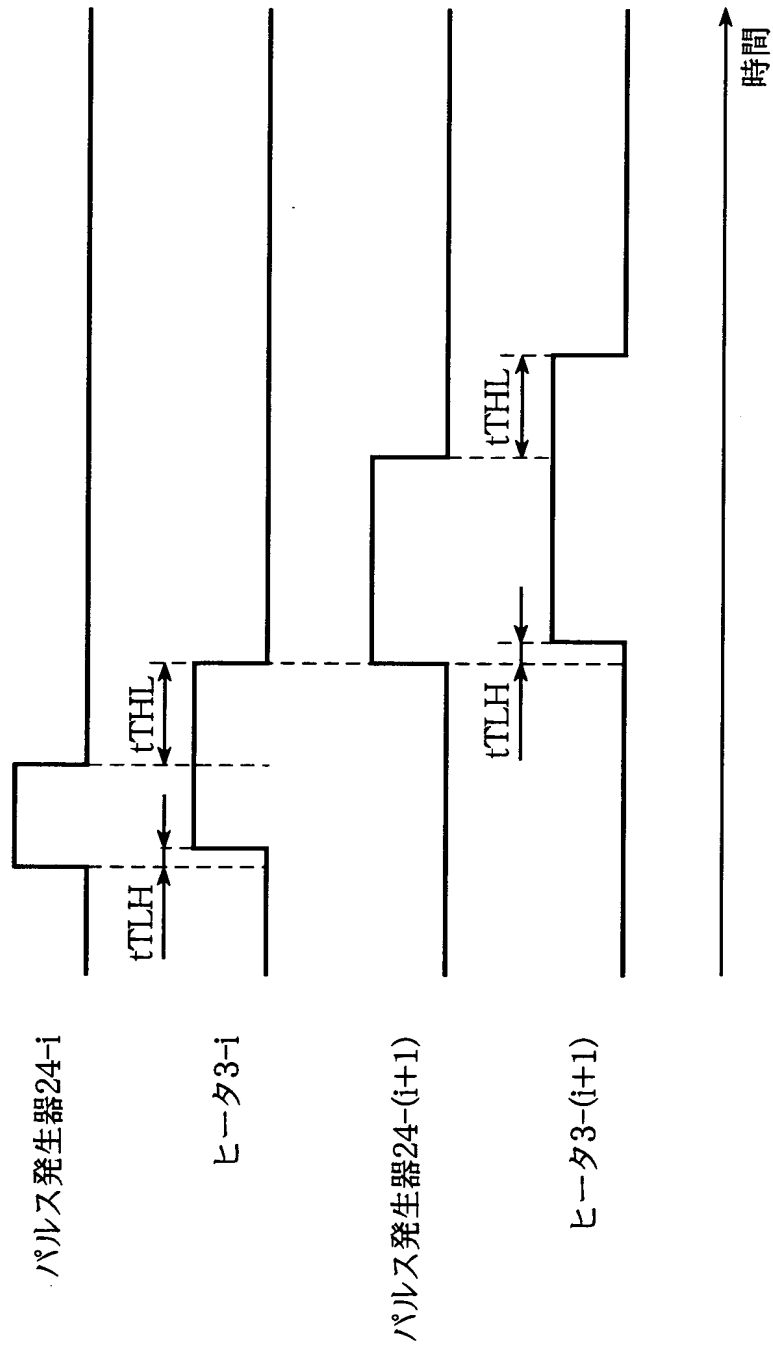 パルス発生器24-i
tTLH
tTHL
ヒータ3-i
パルス発生器24-(i+1)
tTLH
tTHL
ヒータ3-(i+1)
時間